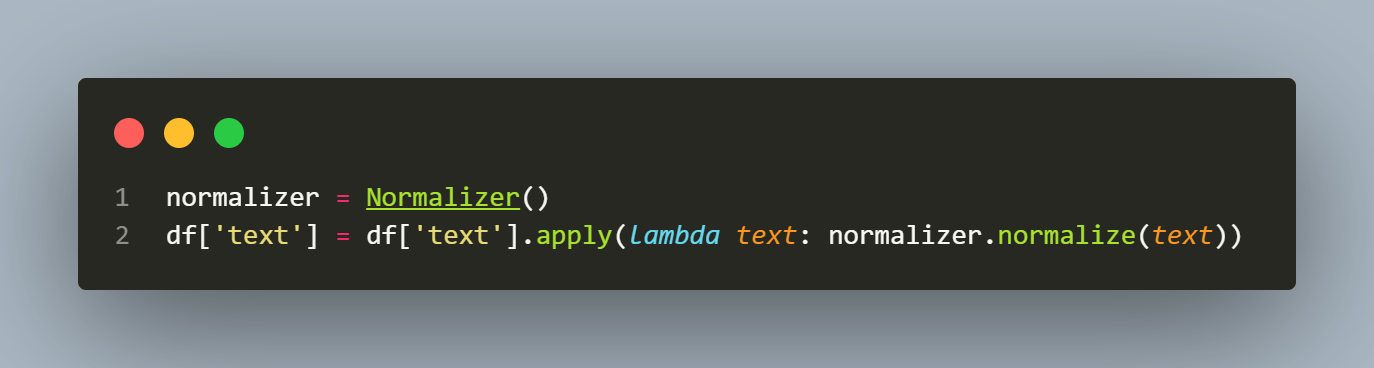 1 normalizer = Normalizer()
2 df['text'] = df['text'].apply(lambda text: normalizer.normalize(text))